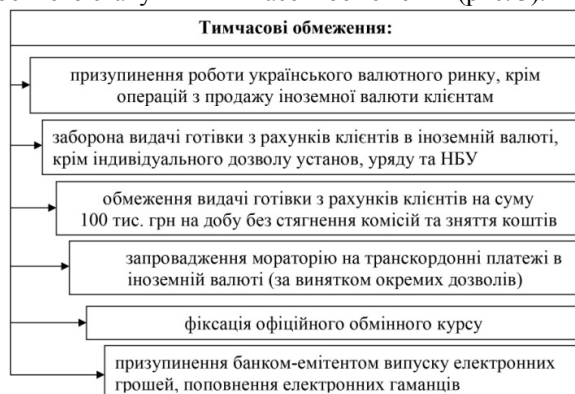 Тимчасові обмеження:
призупинення роботи українського валютного ринку, крім
операцій з продажу іноземної валюти клієнтам
заборона видачі готівки з рахунків клієнтів в іноземній валюті,
крім індивідуального дозволу установ, уряду та НБУ
обмеження видачі готівки з рахунків клієнтів на суму
100 тис. грн на добу без стягнення комісій та зняття коштів
запровадження мораторію на транскордонні платежі в
іноземній валюті (за винятком окремих дозволів)
фіксація офіційного обмінного курсу
призупинення банком-емітентом випуску електронних
грошей, поповнення електронних гаманців